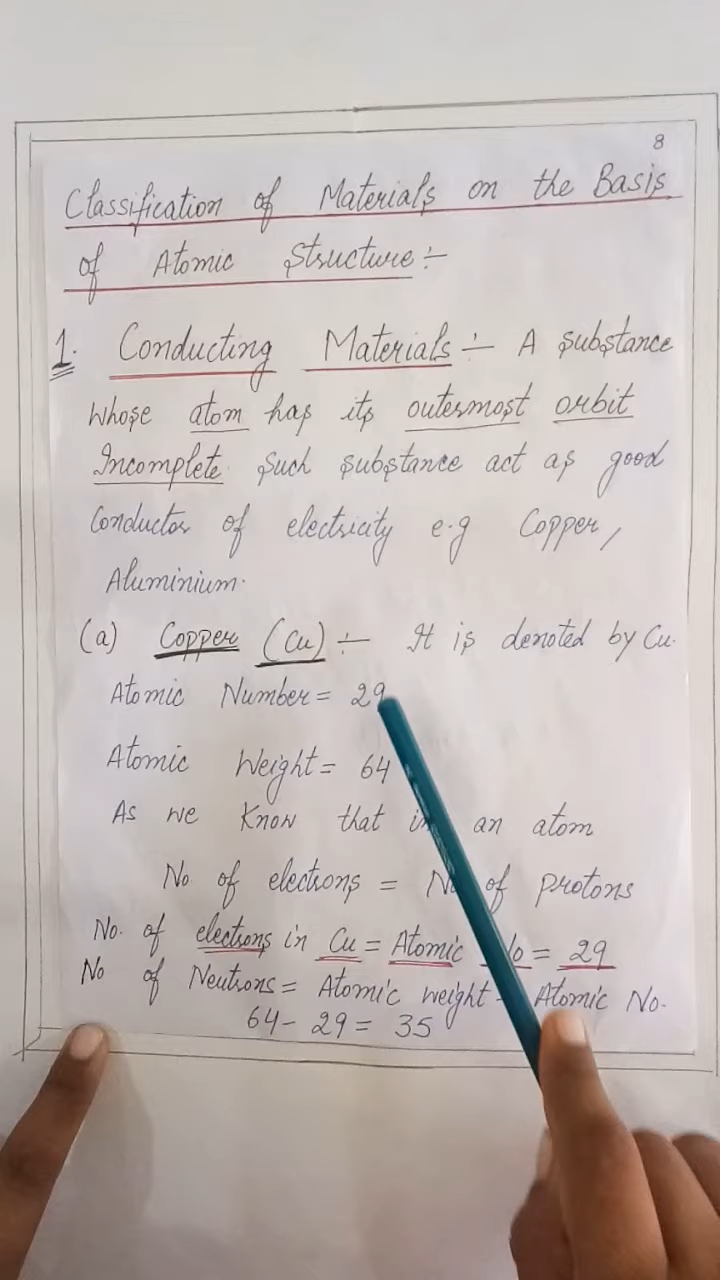 8
Classification of Materials on the Basis
of Atomic Structure :-
1. Conducting Materials :- A substance
whose atom has its outermost orbit
Incomplete. Such substance act as good
Conductor of electricity e.g Copper,
Aluminium.
(a) Copper (Cu) :- It is denoted by Cu.
Atomic Number = 29
Atomic Weight = 64
As we know that in an atom
No. of electrons = No of protons
No. of electrons in Cu = Atomic No = 29
No of Neutrons = Atomic weight - Atomic No.
64 - 29 = 35